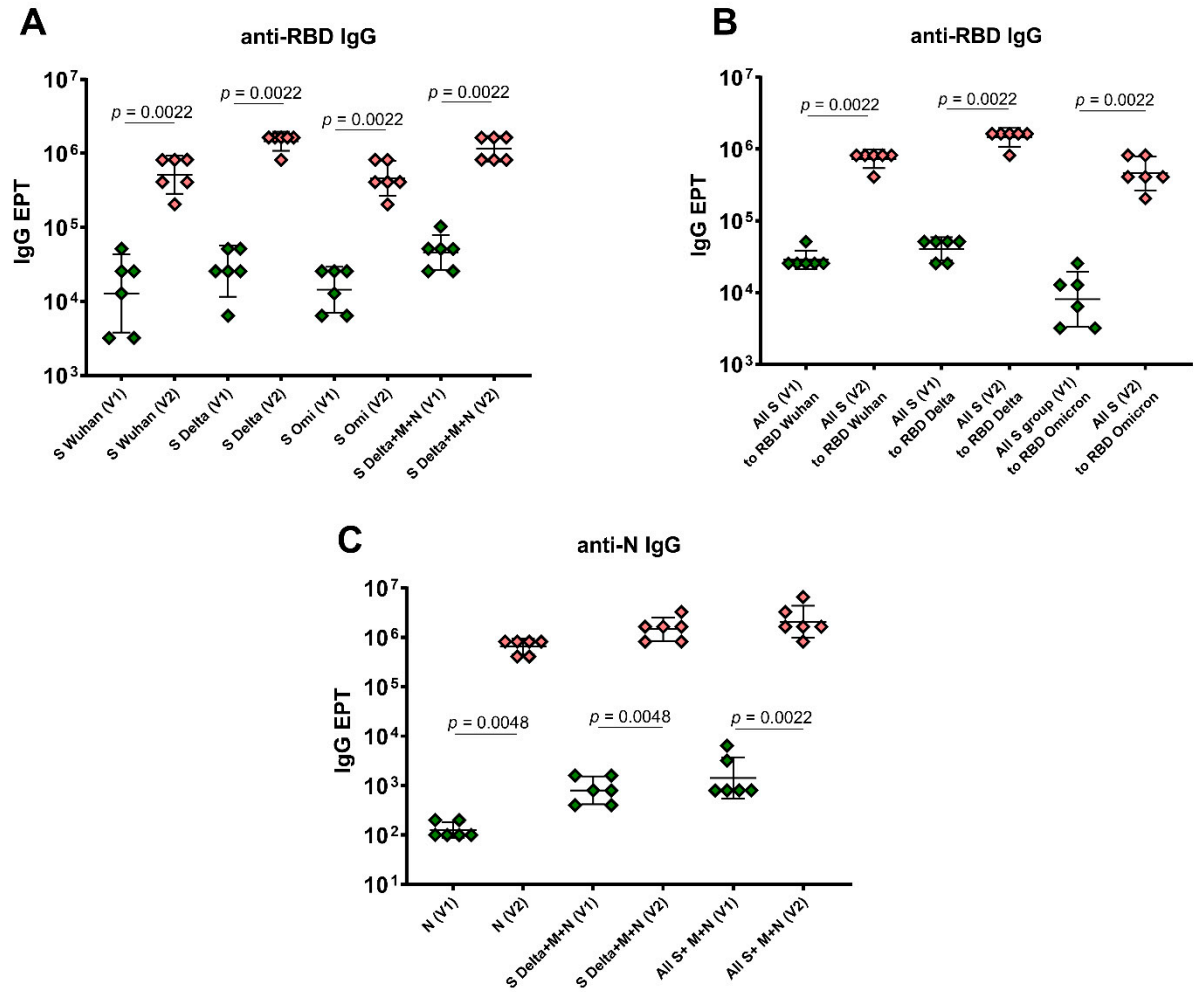 A
anti-RBD IgG
IgG EPT
10⁷
10⁶
10⁵
10⁴
10³
p = 0.0022
p = 0.0022
p = 0.0022
p = 0.0022
S Wuhan (V1)
S Wuhan (V2)
S Delta (V1)
S Delta (V2)
S Omi (V1)
S Omi (V2)
S Delta+M+N (V1)
S Delta+M+N (V2)
B
anti-RBD IgG
IgG EPT
10⁷
10⁶
10⁵
10⁴
10³
p = 0.0022
p = 0.0022
p = 0.0022
All S (V1)
to RBD Wuhan
All S (V2)
to RBD Wuhan
All S (V1)
to RBD Delta
All S (V2)
to RBD Delta
All S group (V1)
to RBD Omicron
All S (V2)
to RBD Omicron
C
anti-N IgG
IgG EPT
10⁷
10⁶
10⁵
10⁴
10³
10²
10¹
p = 0.0048
p = 0.0048
p = 0.0022
N (V1)
N (V2)
S Delta+M+N (V1)
S Delta+M+N (V2)
All S+ M+N (V1)
All S+ M+N (V2)